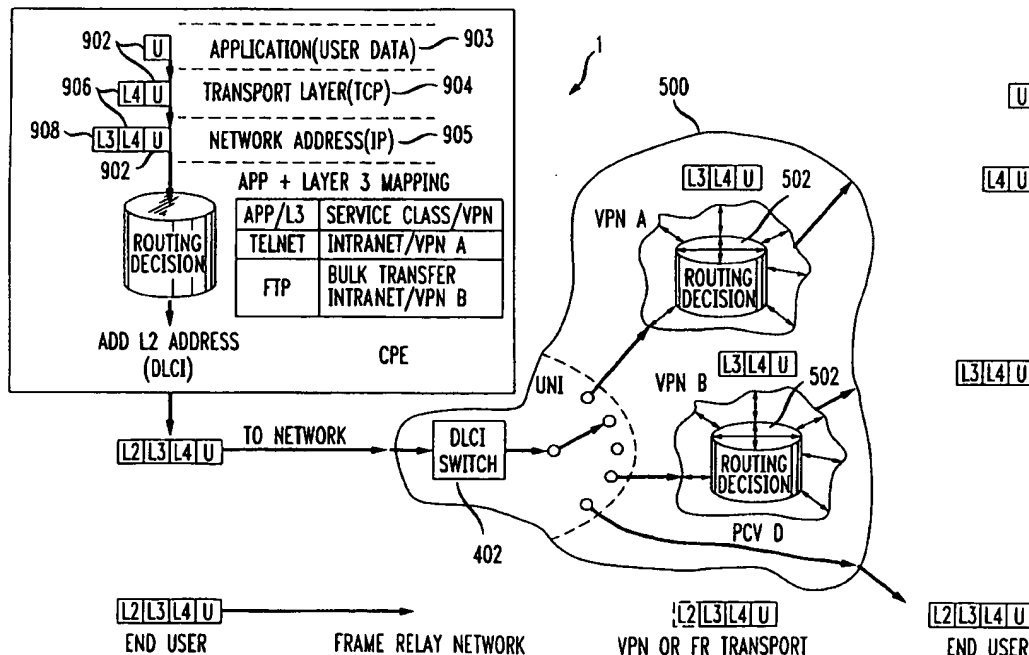 902
U
APPLICATION(USER DATA)
903
906
L4 U
TRANSPORT LAYER(TCP)
904
908
L3 L4 U
NETWORK ADDRESS(IP)
905
902
APP + LAYER 3 MAPPING
APP/L3 SERVICE CLASS/VPN
TELNET INTRANET/VPN A
FTP BULK TRANSFER
INTRANET/VPN B
ROUTING
DECISION
ADD L2 ADDRESS
(DLCI)
CPE
L2 L3 L4 U
TO NETWORK
DLCI
SWITCH
402
UNI
1
500
L3 L4 U
502
VPN A
ROUTING
DECISION
L3 L4 U
VPN B
502
ROUTING
DECISION
PCV D
U
L4 U
L3 L4 U
L2 L3 L4 U
END USER
FRAME RELAY NETWORK
L2 L3 L4 U
VPN OR FR TRANSPORT
L2 L3 L4 U
END USER